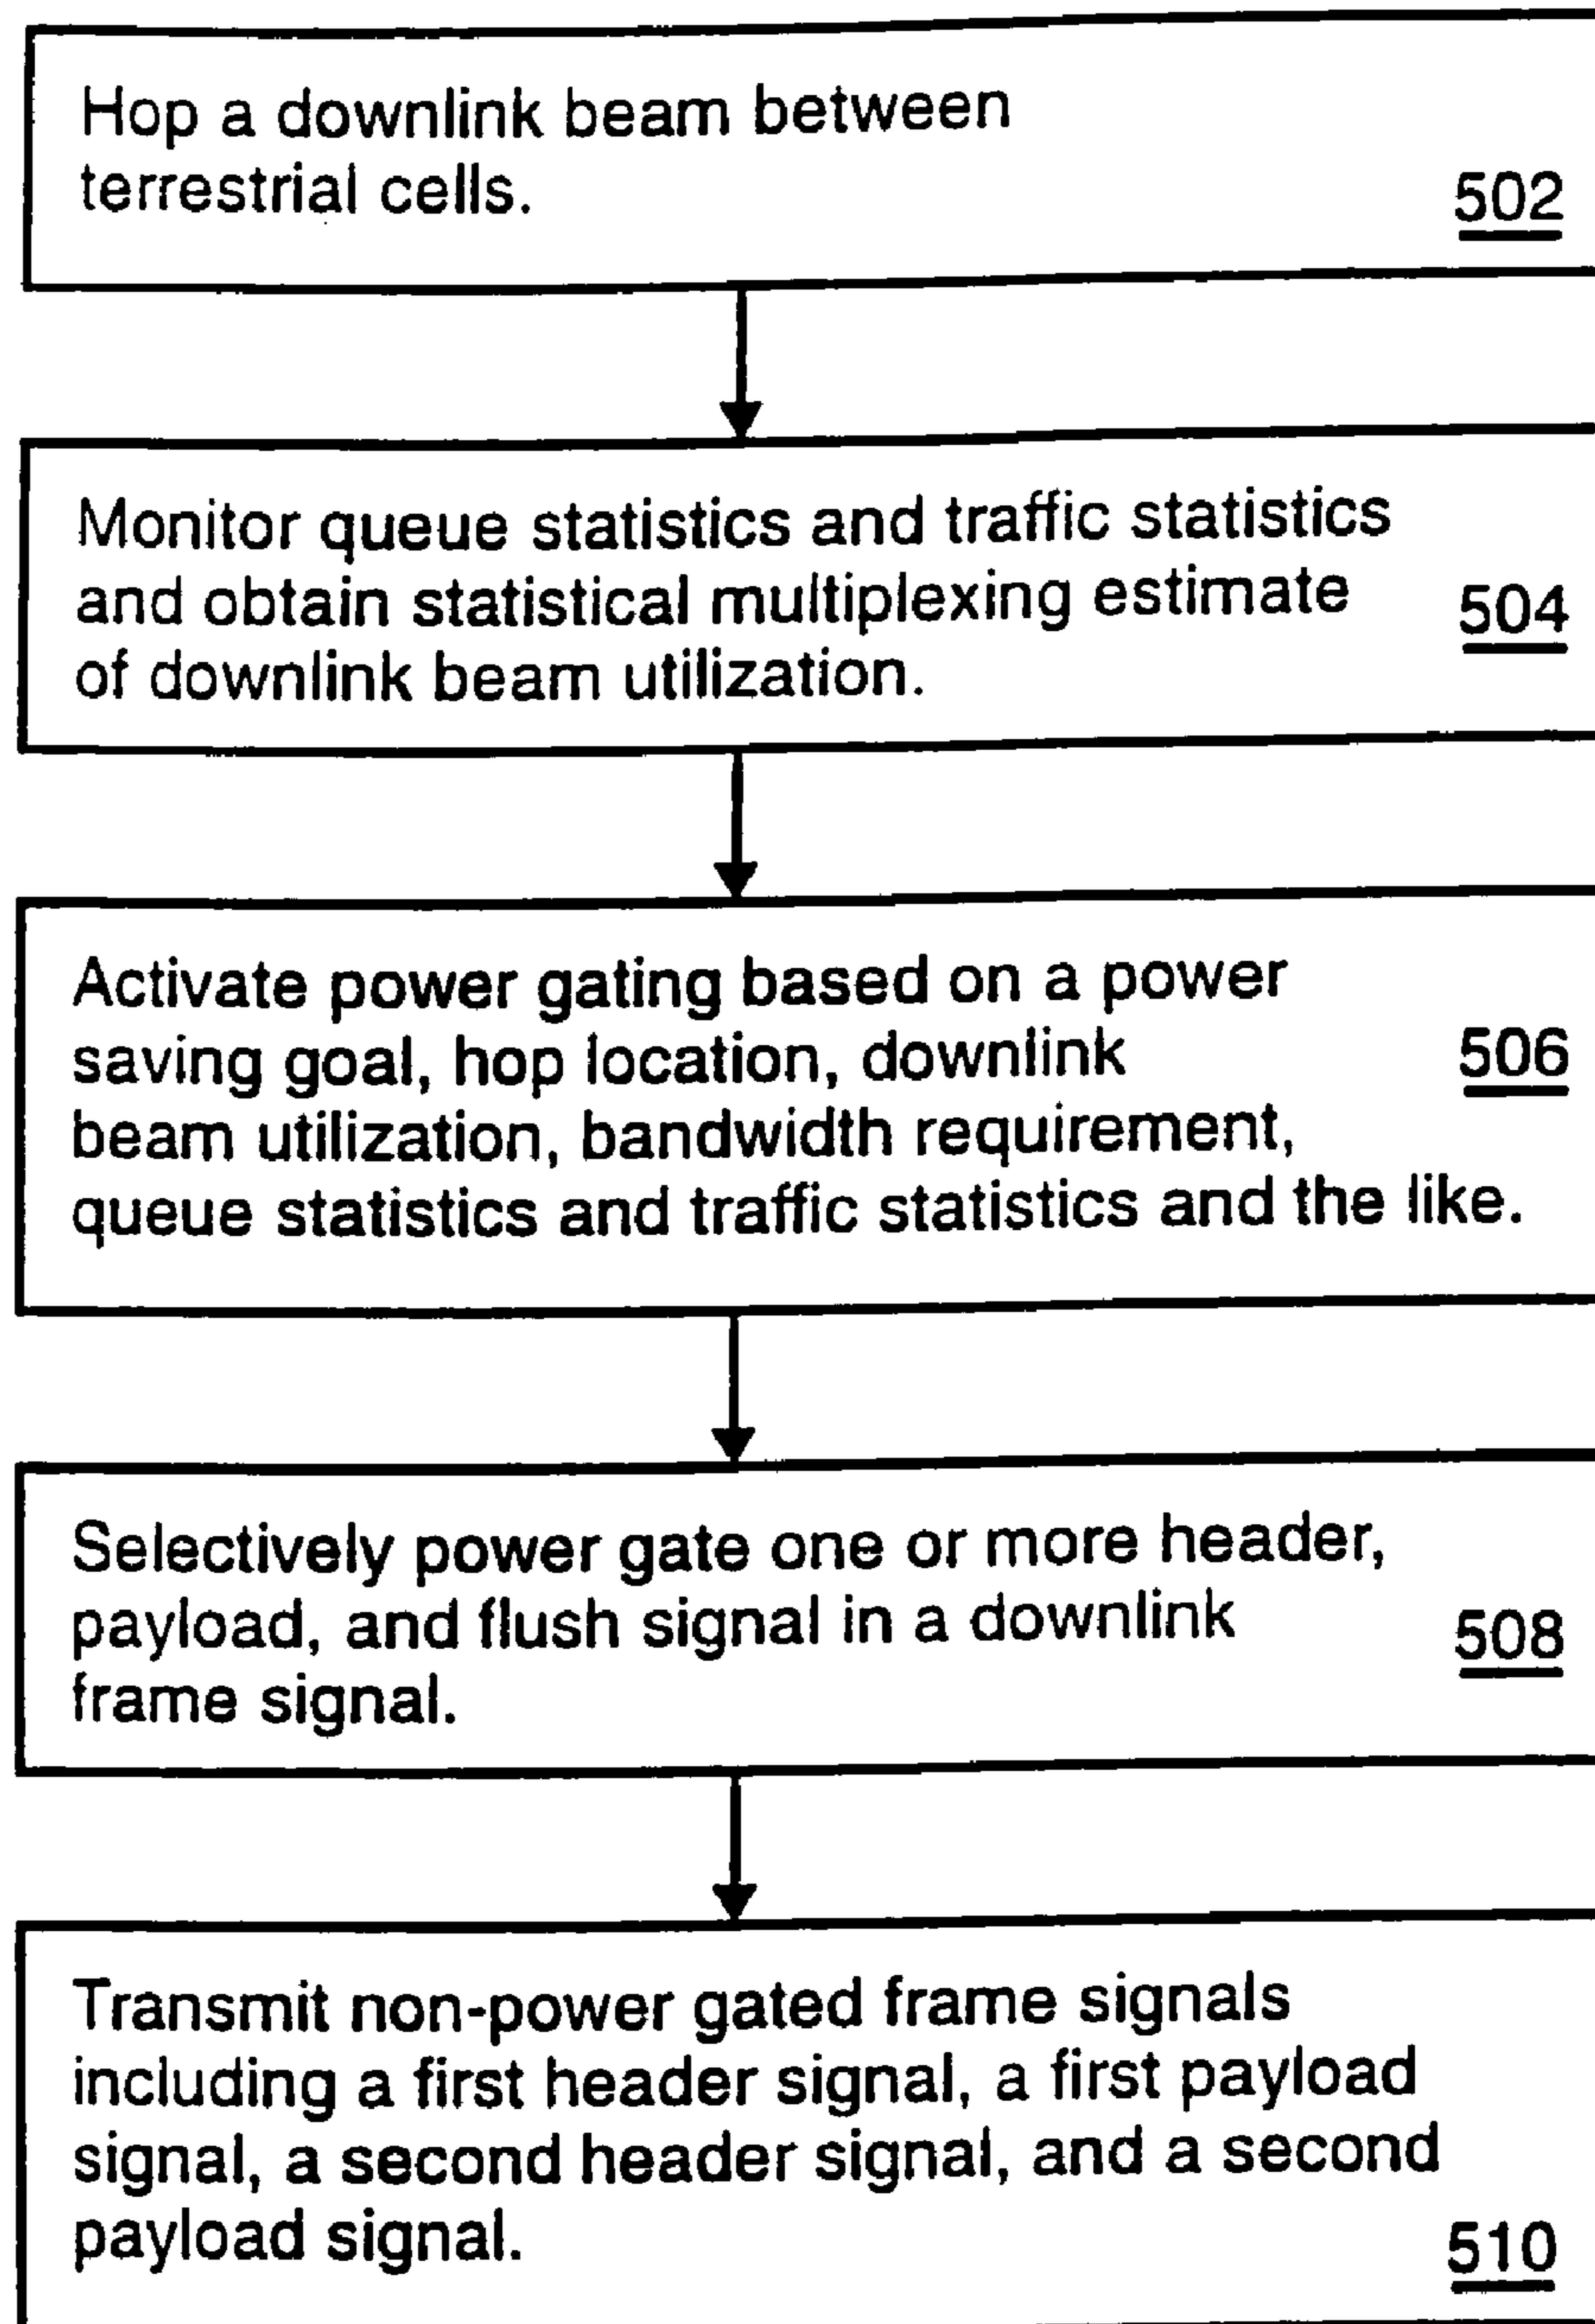 Hop a downlink beam between
terrestrial cells.
502
Monitor queue statistics and traffic statistics
and obtain statistical multiplexing estimate
of downlink beam utilization.
504
Activate power gating based on a power
saving goal, hop location, downlink
beam utilization, bandwidth requirement,
queue statistics and traffic statistics and the like.
506
Selectively power gate one or more header,
payload, and flush signal in a downlink
frame signal.
508
Transmit non-power gated frame signals
including a first header signal, a first payload
signal, a second header signal, and a second
payload signal.
510